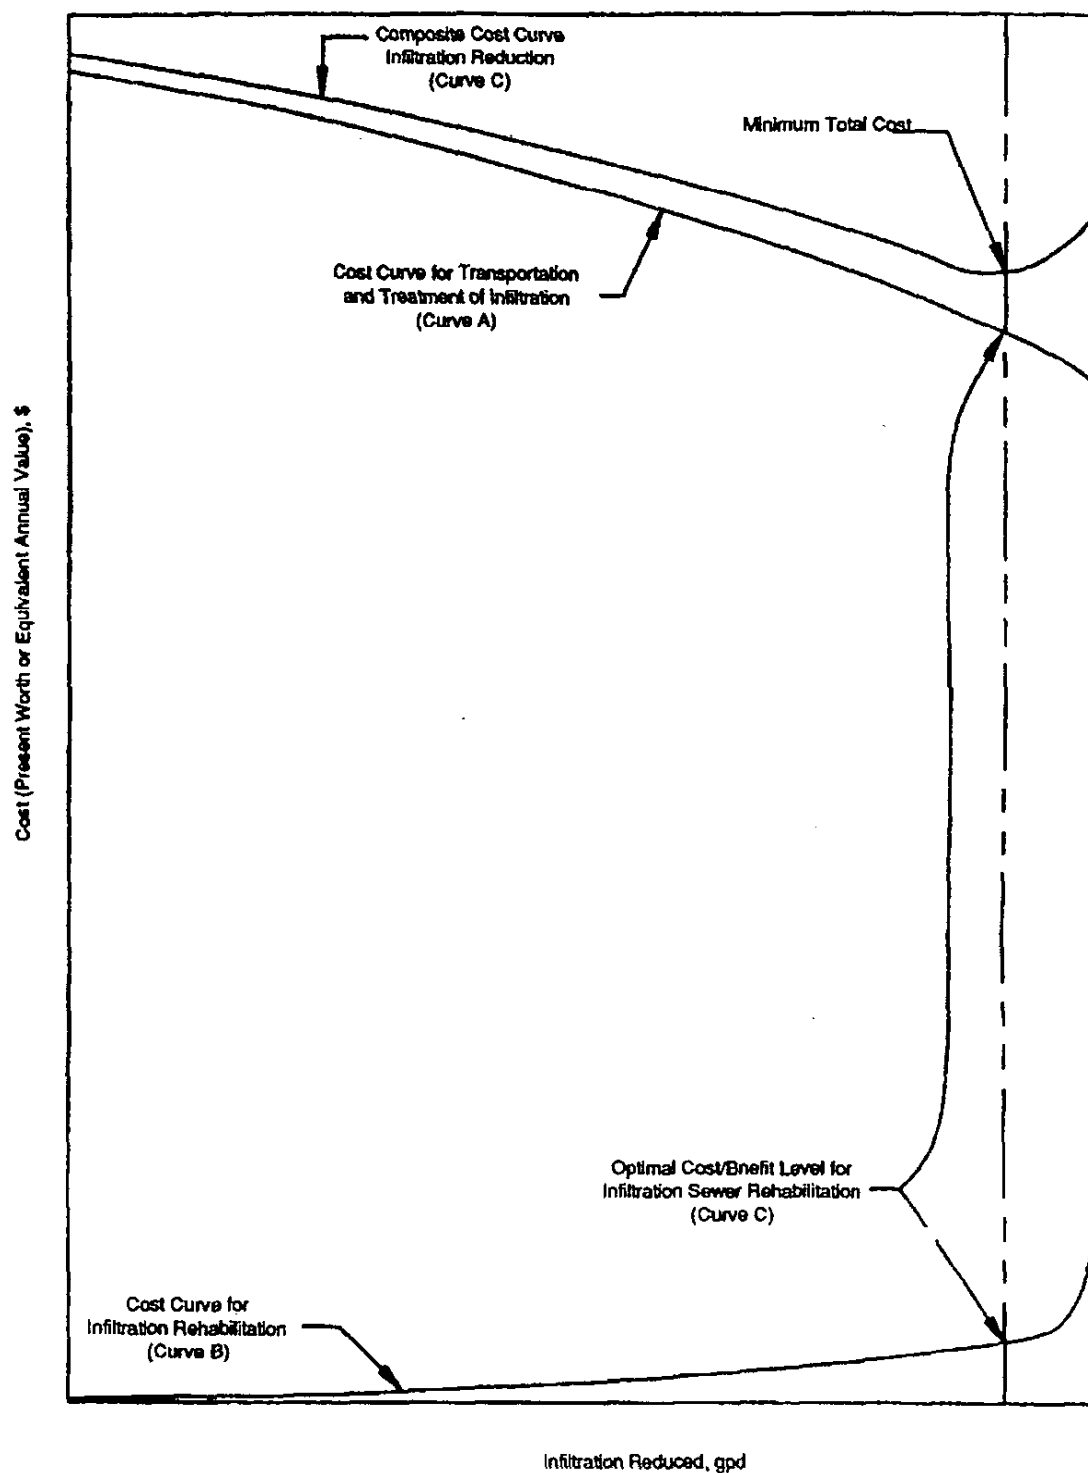 Composite Cost Curve
Infiltration Reduction
(Curve C)
Minimum Total Cost
Cost Curve for Transportation
and Treatment of Infiltration
(Curve A)
Cost (Present Worth or Equivalent Annual Value), $
Optimal Cost/Bnefit Level for
Infiltration Sewer Rehabilitation
(Curve C)
Cost Curve for
Infiltration Rehabilitation
(Curve B)
Infiltration Reduced, gpd